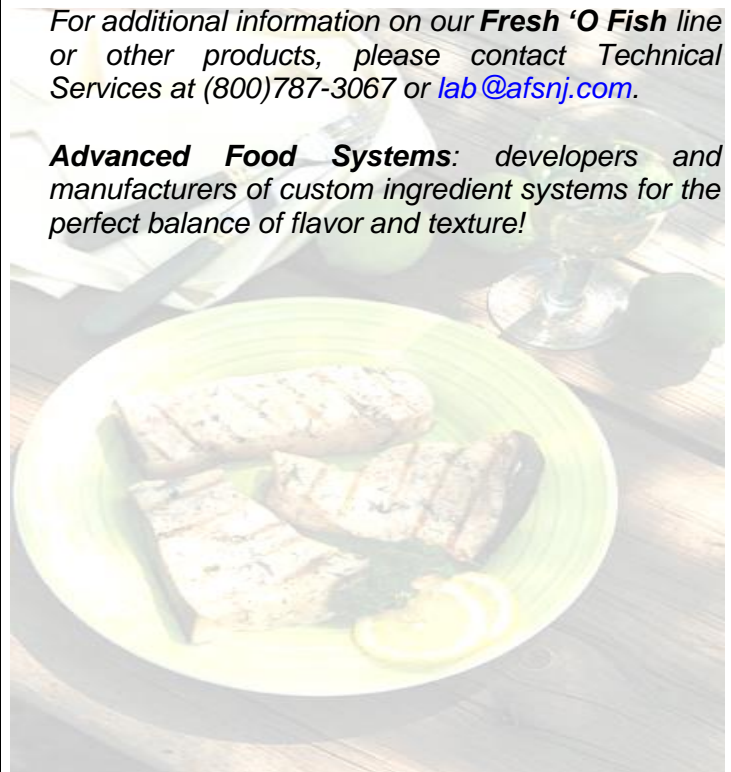 For additional information on our Fresh ‘O Fish line
or other products, please contact Technical
Services at (800)787-3067 or lab@afsnj.com.
Advanced Food Systems: developers and
manufacturers of custom ingredient systems for the
perfect balance of flavor and texture!